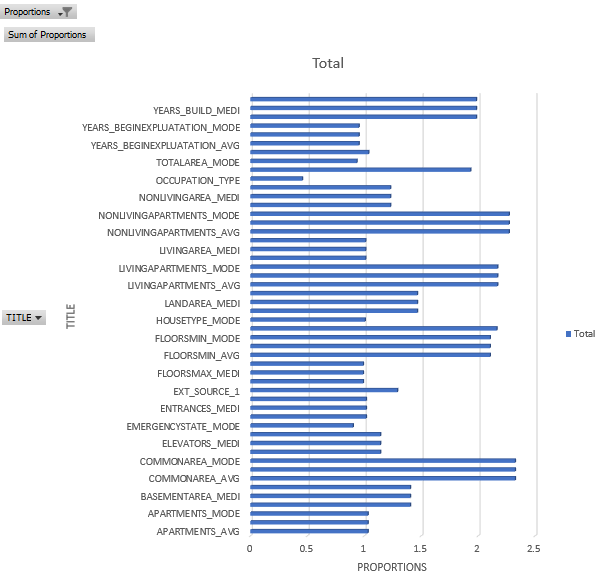 Proportions
Sum of Proportions
Total
YEARS_BUILD_MEDI
YEARS_BEGINEXPLUATATION_MODE
YEARS_BEGINEXPLUATATION_AVG
TOTALAREA_MODE
OCCUPATION_TYPE
NONLIVINGAREA_MEDI
NONLIVINGAPARTMENTS_MODE
NONLIVINGAPARTMENTS_AVG
LIVINGAREA_MEDI
LIVINGAPARTMENTS_MODE
LIVINGAPARTMENTS_AVG
LANDAREA_MEDI
HOUSETYPE_MODE
FLOORSMIN_MODE
FLOORSMIN_AVG
FLOORSMAX_MEDI
EXT_SOURCE_1
ENTRANCES_MEDI
EMERGENCYSTATE_MODE
ELEVATORS_MEDI
COMMONAREA_MODE
COMMONAREA_AVG
BASEMENTAREA_MEDI
APARTMENTS_MODE
APARTMENTS_AVG
TITLE
TITLE
Total
0 0.5 1 1.5 2 2.5
PROPORTIONS